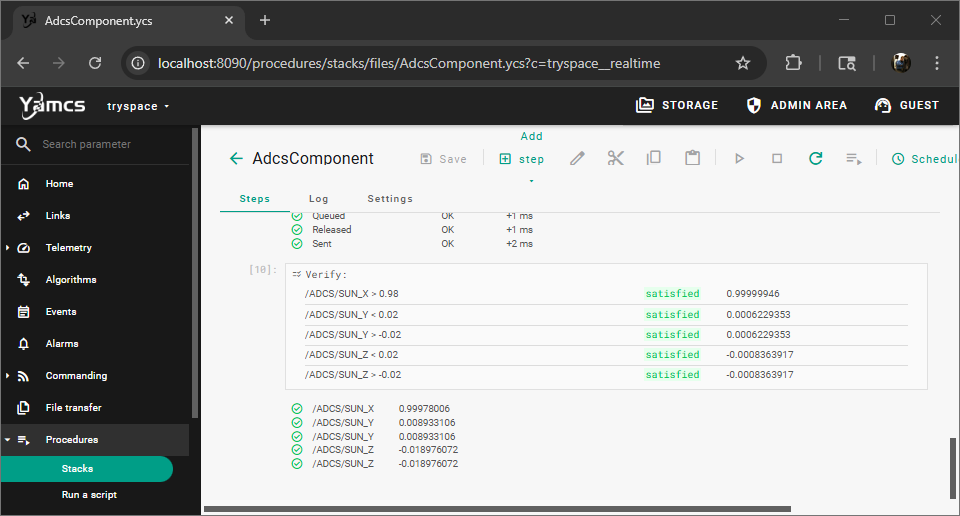 AdcsComponent.ycs
localhost:8090/procedures/stacks/files/AdcsComponent.ycs?c=tryspace__realtime
Yamcs tryspace STORAGE ADMIN AREA GUEST
Search parameter
Home
Links
Telemetry
Algorithms
Events
Alarms
Commanding
File transfer
Procedures
Stacks
Run a script
AdcsComponent Save Add step Schedul
Steps Log Settings
Queued OK +1 ms
Released OK +1 ms
Sent OK +2 ms
[10]: Verify:
/ADCS/SUN_X > 0.98 satisfied 0.99999946
/ADCS/SUN_Y < 0.02 satisfied 0.0006229353
/ADCS/SUN_Y > -0.02 satisfied 0.0006229353
/ADCS/SUN_Z < 0.02 satisfied -0.0008363917
/ADCS/SUN_Z > -0.02 satisfied -0.0008363917
/ADCS/SUN_X 0.99978006
/ADCS/SUN_Y 0.008933106
/ADCS/SUN_Y 0.008933106
/ADCS/SUN_Z -0.018976072
/ADCS/SUN_Z -0.018976072